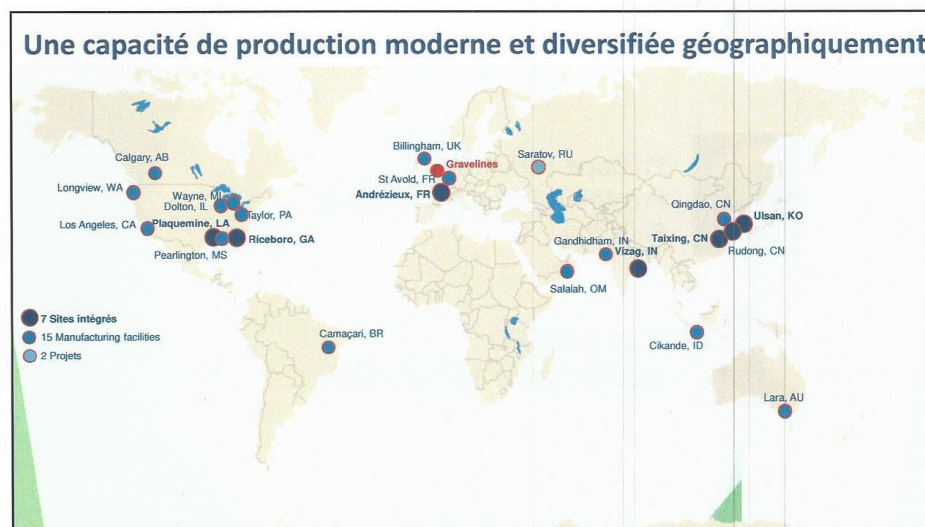 Une capacité de production moderne et diversifiée géographiquement
Billingham, UK
Gravelines
Saratov, RU
Calgary, AB
St Avold, FR
Longview, WA
Wayne, MI
Andrézieux, FR
Dolton, IL
Qingdao, CN
Taylor, PA
Ulsan, KO
Los Angeles, CA
Plaquemine, LA
Riceboro, GA
Gandhidham, IN
Taixing, CN
Vizag, IN
Rudong, CN
Pearlington, MS
Salalah, OM
7 Sites intégrés
15 Manufacturing facilities
2 Projets
Camaçari, BR
Cikande, ID
Lara, AU